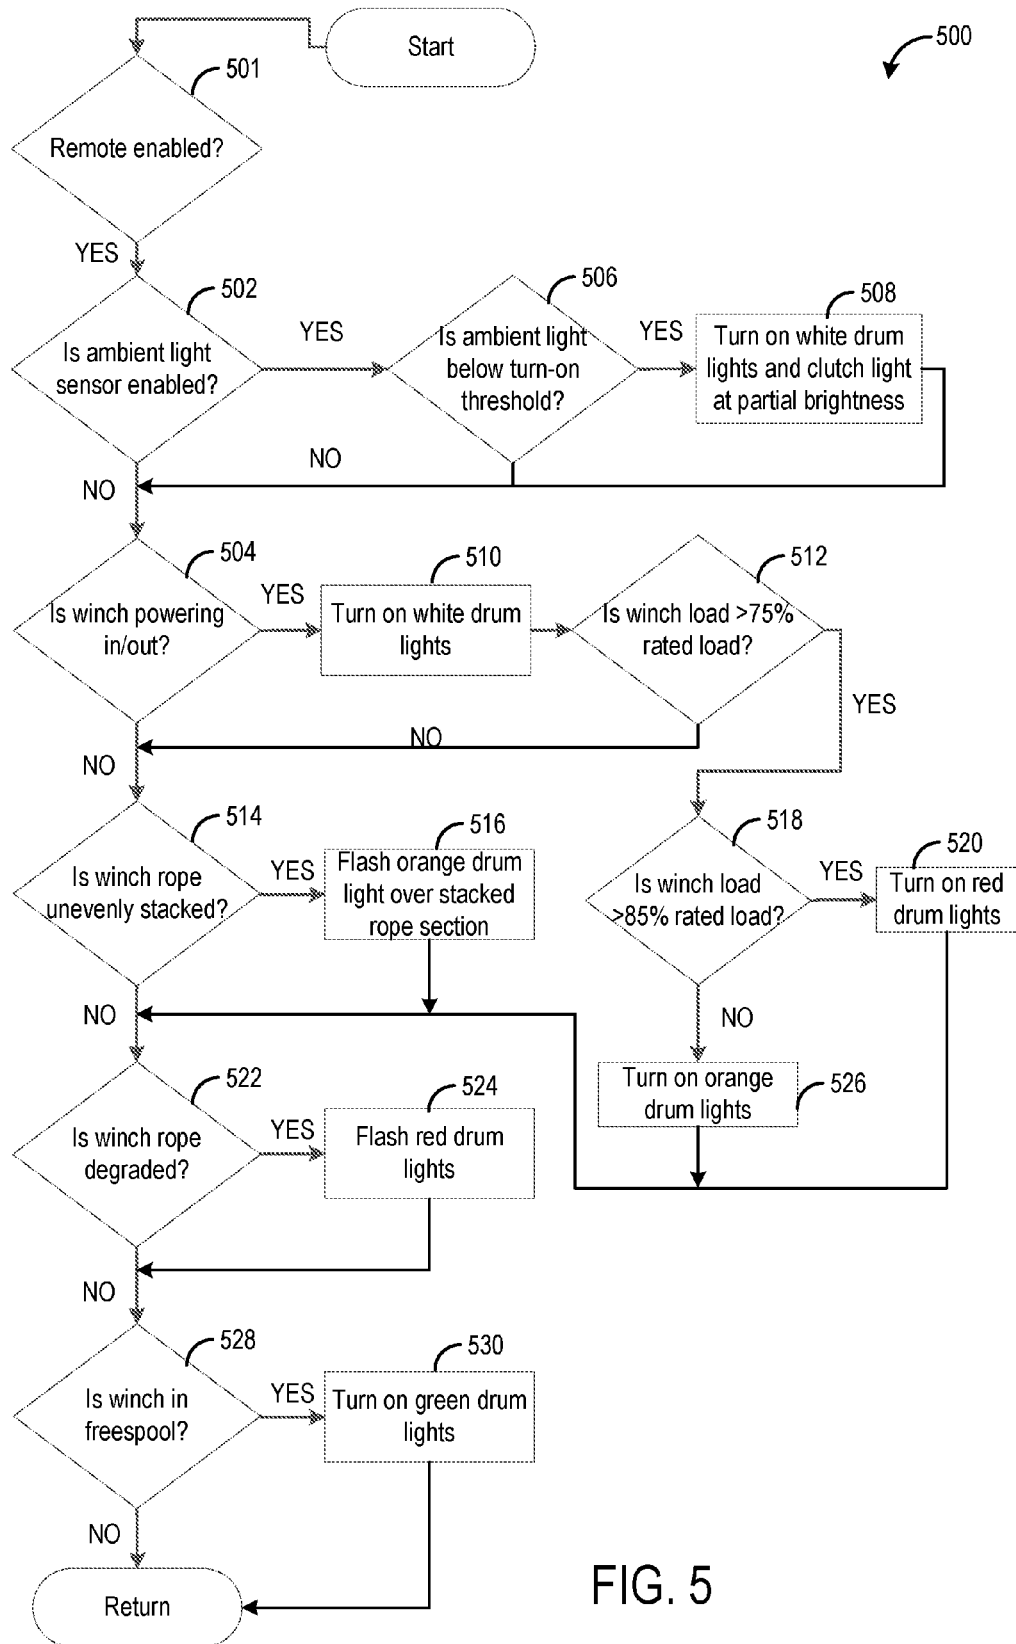 Start
500
501
Remote enabled?
YES
502
Is ambient light
sensor enabled?
YES
506
Is ambient light
below turn-on
threshold?
YES
508
Turn on white drum
lights and clutch light
at partial brightness
NO
NO
504
Is winch powering
in/out?
YES
510
Turn on white drum
lights
512
Is winch load >75%
rated load?
YES
NO
NO
514
Is winch rope
unevenly stacked?
YES
516
Flash orange drum
light over stacked
rope section
518
Is winch load
>85% rated load?
YES
520
Turn on red
drum lights
NO
NO
526
Turn on orange
drum lights
522
Is winch rope
degraded?
YES
524
Flash red drum
lights
NO
528
Is winch in
freespool?
YES
530
Turn on green drum
lights
NO
Return
FIG. 5